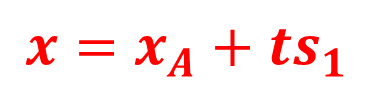 x = x_A + ts_1